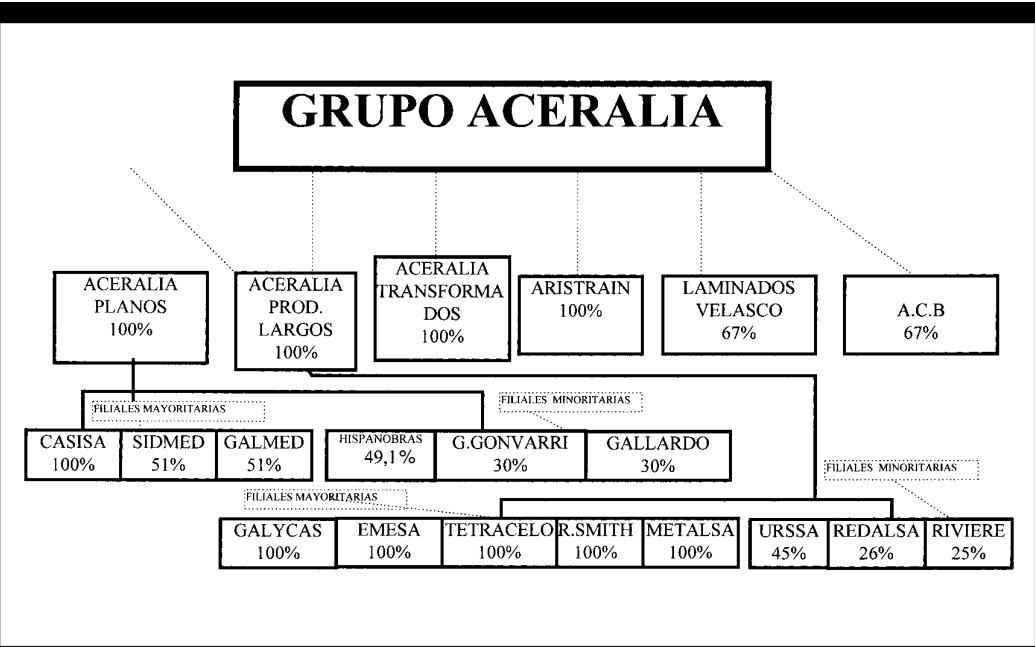 GRUPO ACERALIA
ACERALIA
PLANOS
100%
ACERALIA
PROD.
LARGOS
100%
ACERALIA
TRANSFORMA
DOS
100%
ARISTRAIN
100%
LAMINADOS
VELASCO
67%
A.C.B
67%
FILIALES MAYORITARIAS
FILIALES MINORITARIAS
CASISA
100%
SIDMED
51%
GALMED
51%
HISPANOBRAS
49,1%
G.GONVARRI
30%
GALLARDO
30%
FILIALES MAYORITARIAS
FILIALES MINORITARIAS
GALYCAS
100%
EMESA
100%
TETRACELO
100%
R.SMITH
100%
METALSA
100%
URSSA
45%
REDALSA
26%
RIVIERE
25%